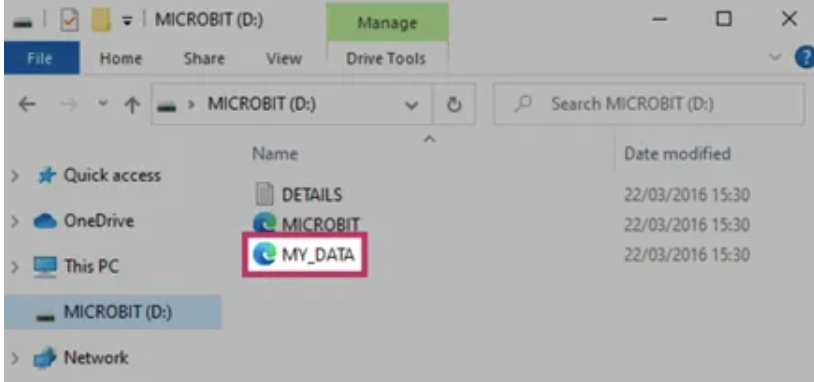 MICROBIT (D:)
Manage
File Home Share View Drive Tools
MICROBIT (D:)
Search MICROBIT (D:)
Name Date modified
Quick access
DETAILS 22/03/2016 15:30
OneDrive
MICROBIT 22/03/2016 15:30
MY_DATA 22/03/2016 15:30
This PC
MICROBIT (D:)
Network